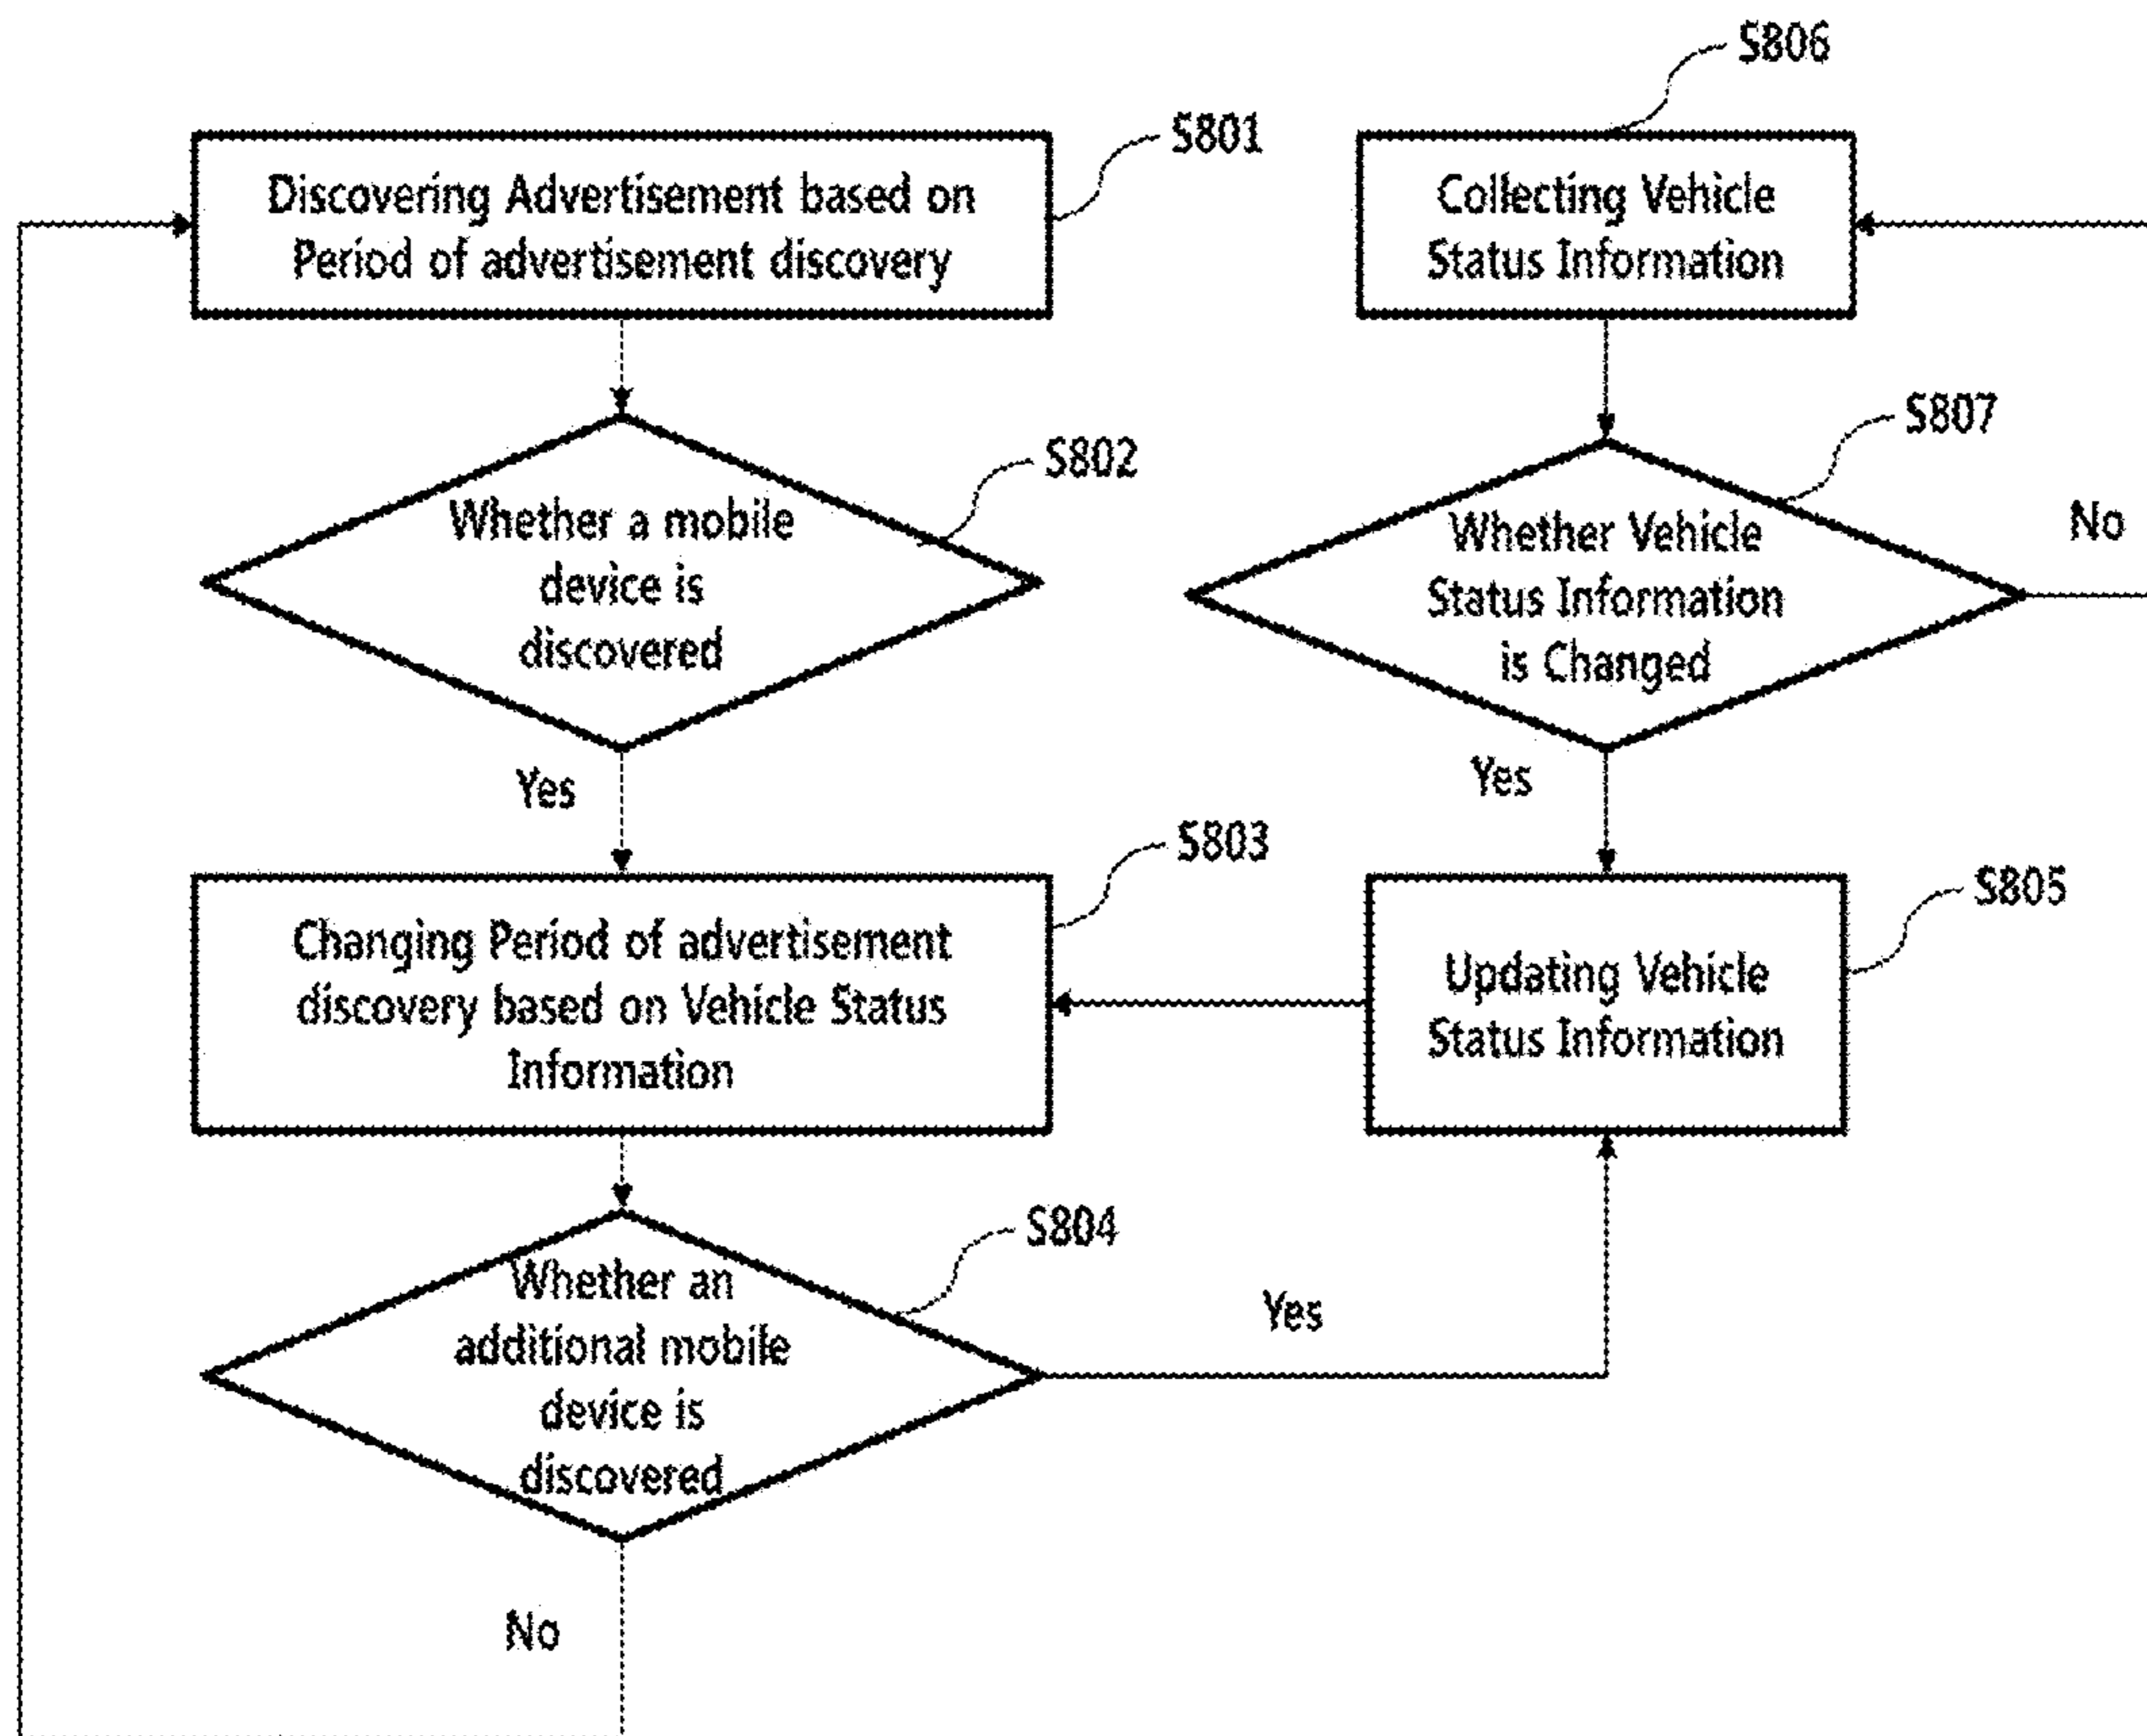 S806
S801
Discovering Advertisement based on
Period of advertisement discovery
Collecting Vehicle
Status Information
S802
S807
Whether a mobile
device is
discovered
Whether Vehicle
Status Information
is Changed
No
Yes
Yes
S803
S805
Changing Period of advertisement
discovery based on Vehicle Status
Information
Updating Vehicle
Status Information
S804
Whether an
additional mobile
device is
discovered
Yes
No